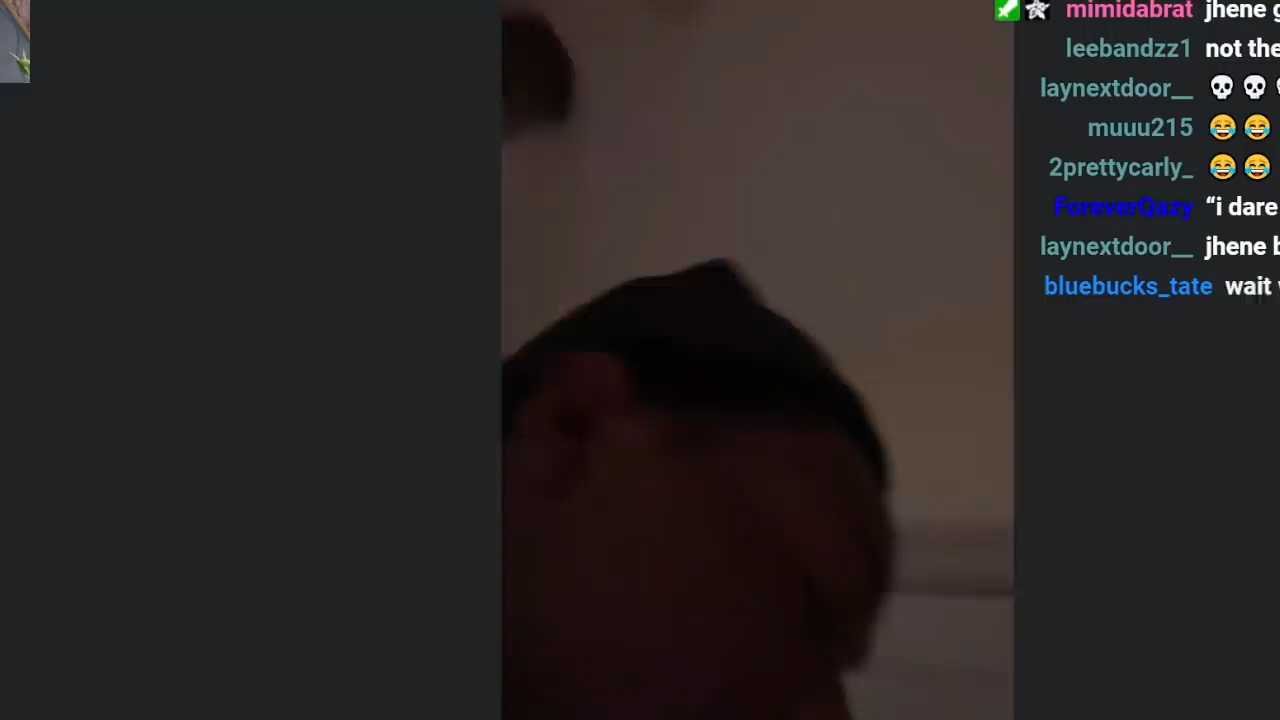 mimidabrat jhene g
leebandzz1 not the
laynextdoor__ 💀 💀
muuu215 😂 😂
2prettycarly_ 😂 😂
ForeverQazy “i dare
laynextdoor__ jhene b
bluebucks_tate wait